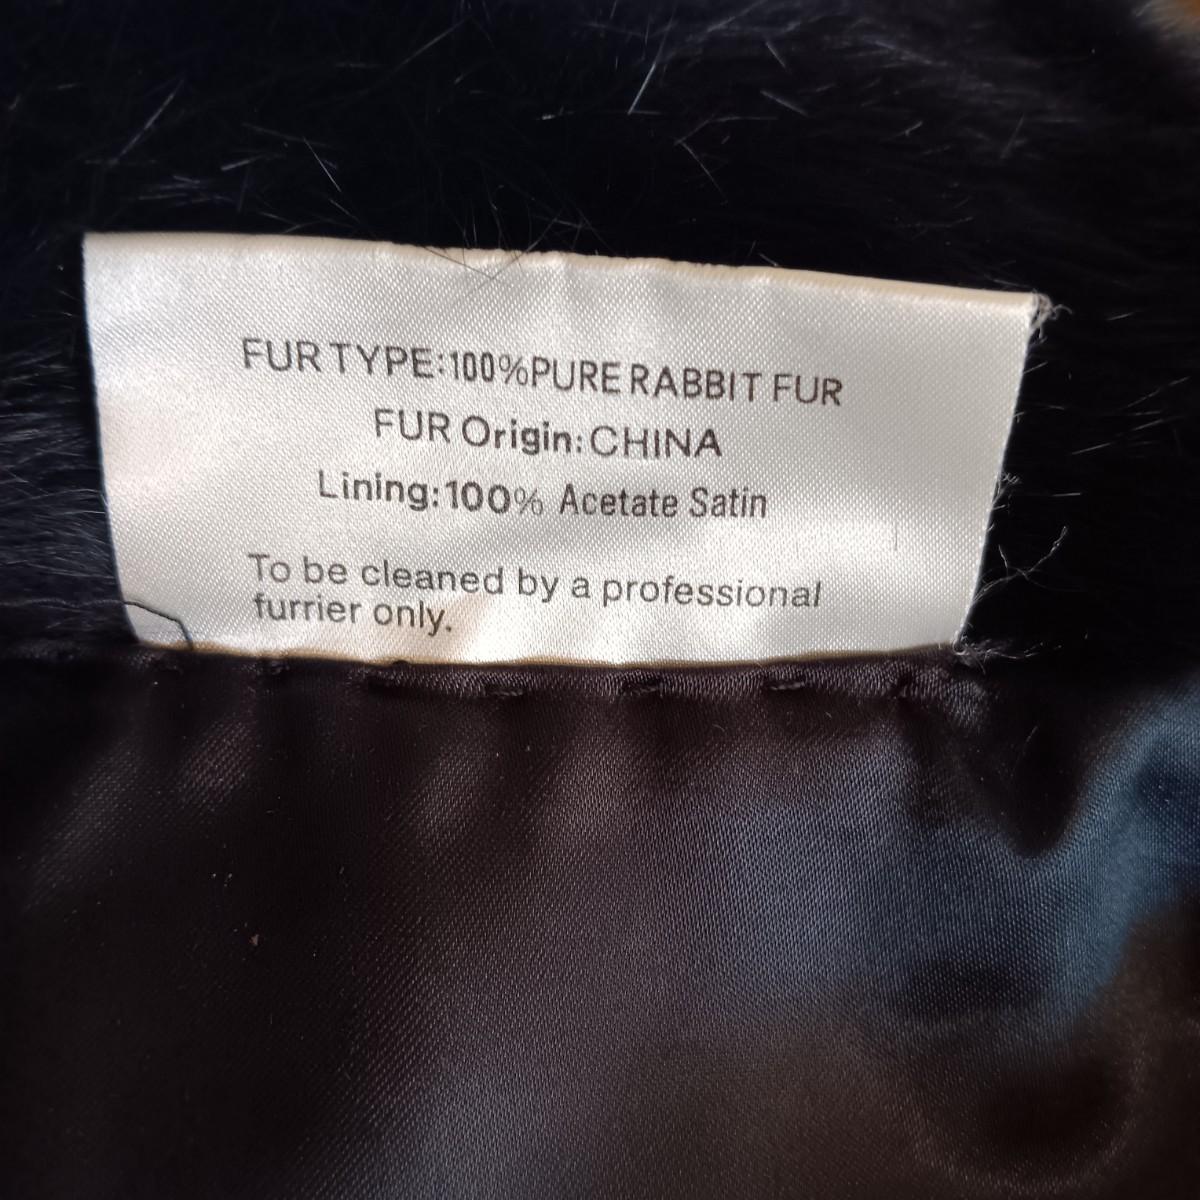 FUR TYPE:100%PURE RABBIT FUR
FUR Origin:CHINA
Lining:100% Acetate Satin
To be cleaned by a professional
furrier only.